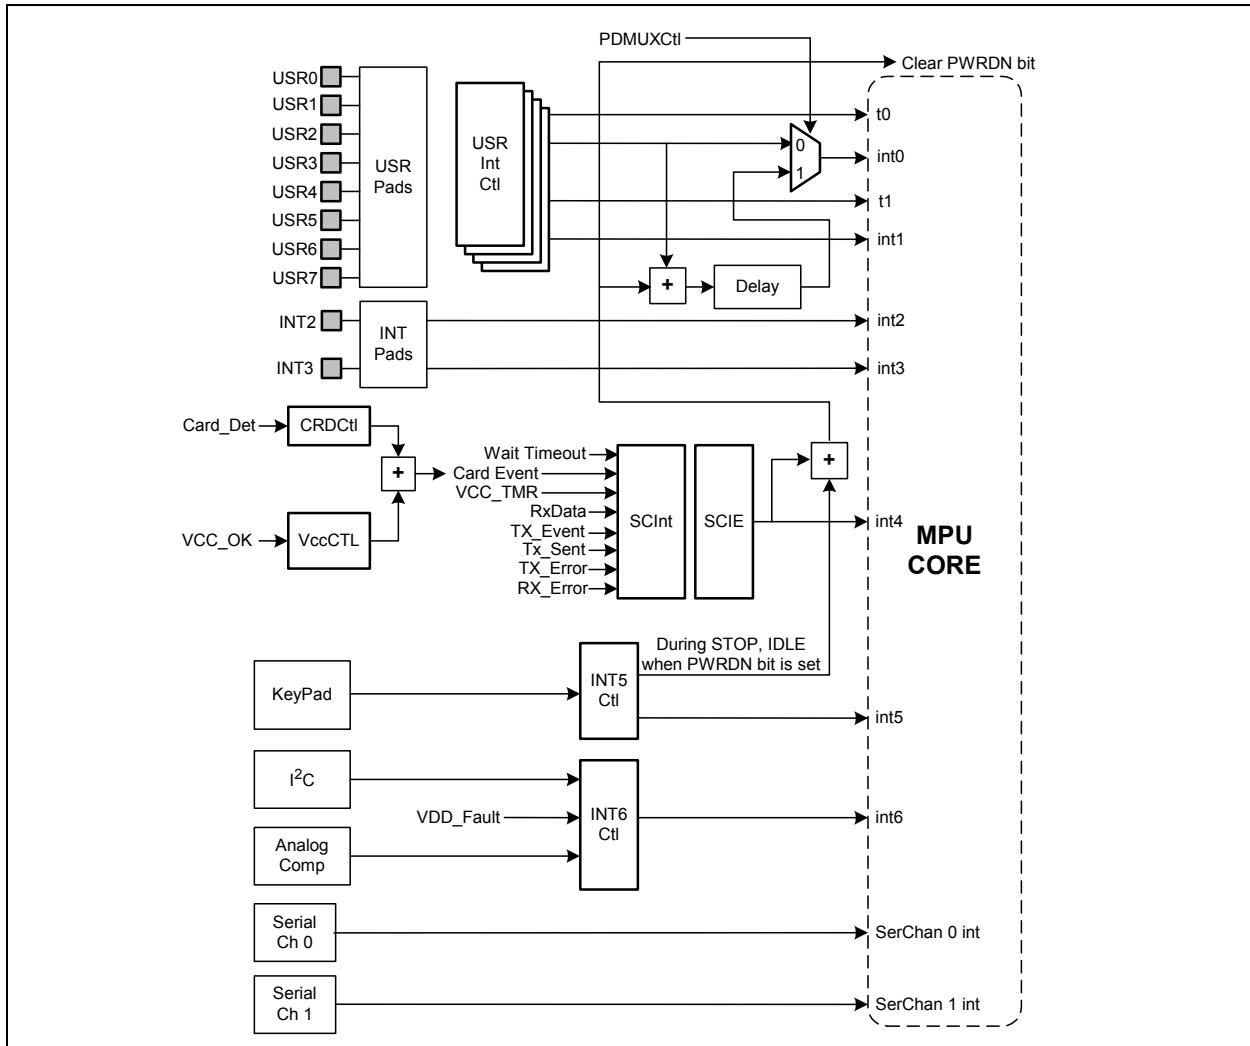 PDMUXCtl
Clear PWRDN bit
USR0
USR1
USR2
USR3
USR4
USR5
USR6
USR7
USR
Pads
USR
Int
Ctl
0
1
t0
int0
t1
int1
+
Delay
INT2
INT3
INT
Pads
int2
int3
Card_Det
CRDCtl
+
VCC_OK
VccCTL
Wait Timeout
Card Event
VCC_TMR
RxData
TX_Event
Tx_Sent
TX_Error
RX_Error
SCInt
SCIE
+
int4
MPU
CORE
During STOP, IDLE
when PWRDN bit is set
KeyPad
INT5
Ctl
int5
I²C
VDD_Fault
Analog
Comp
INT6
Ctl
int6
Serial
Ch 0
SerChan 0 int
Serial
Ch 1
SerChan 1 int